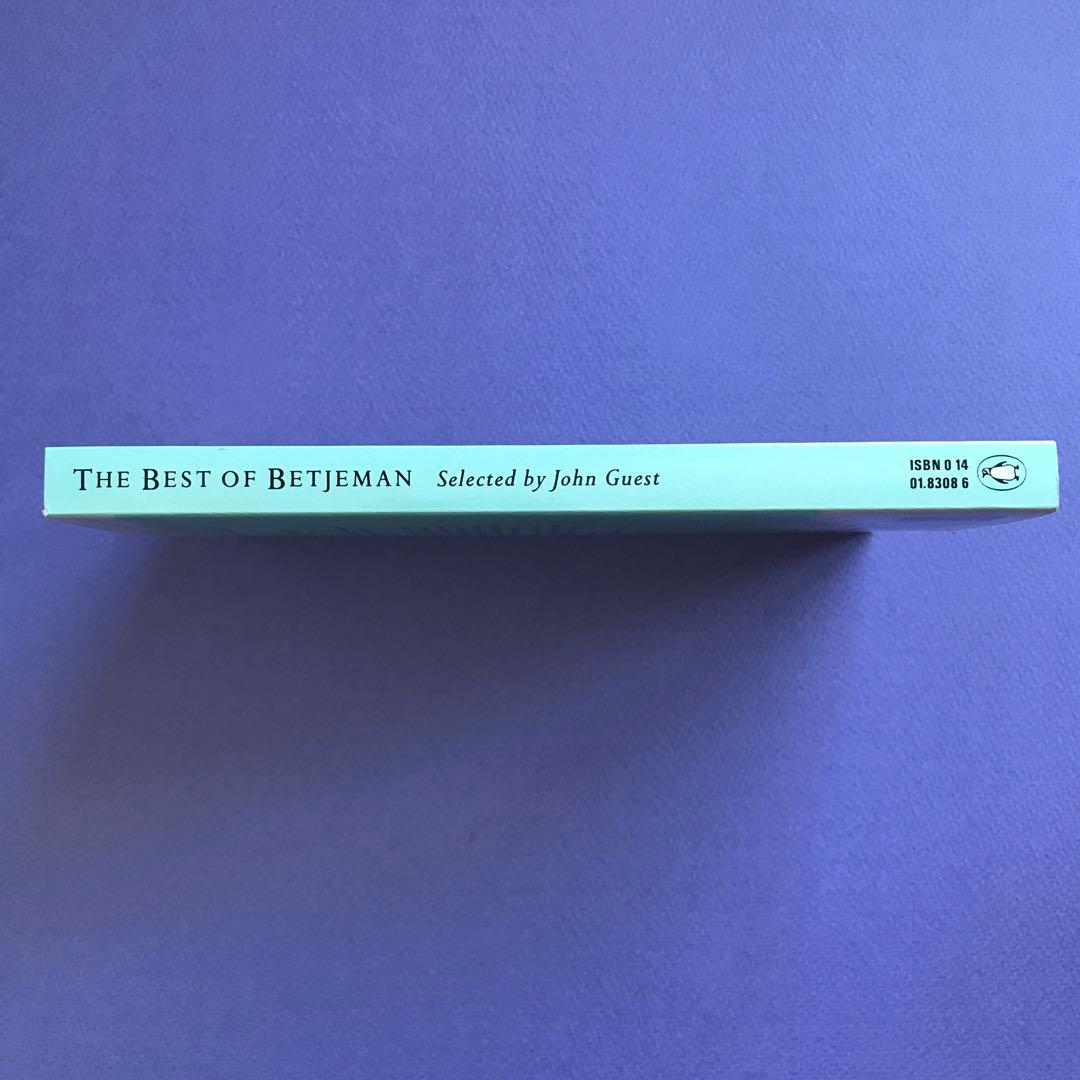 THE BEST OF BETJEMAN Selected by John Guest
ISBN 0 14
01.8308 6